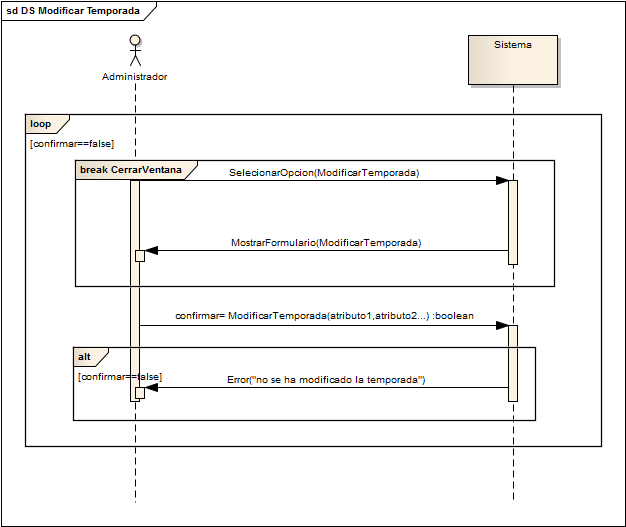 sd DS Modificar Temporada
Administrador
Sistema
loop
[confirmar==false]
break CerrarVentana
SelecionarOpcion(ModificarTemporada)
MostrarFormulario(ModificarTemporada)
confirmar= ModificarTemporada(atributo1,atributo2...) :boolean
alt
[confirmar==false]
Error("no se ha modificado la temporada")